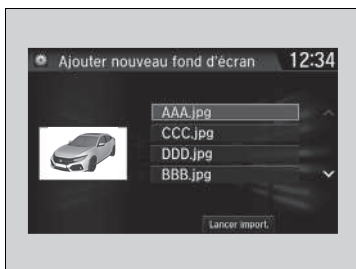 Ajouter nouveau fond d'écran 12:34
AAA.jpg
CCC.jpg
DDD.jpg
BBB.jpg
Lancer import.